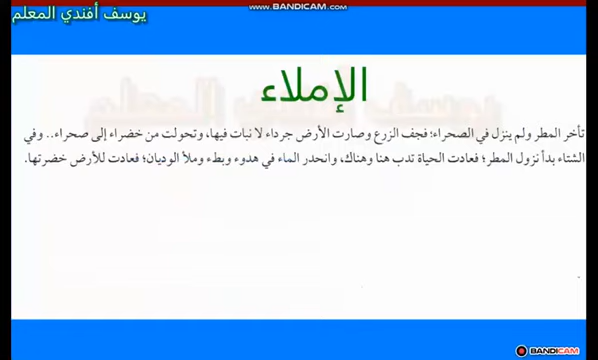 www.BANDICAM.com
يوسف أفندي المعلم
الإملاء
تأخر المطر ولم ينزل في الصحراء؛ فجف الزرع وصارت الأرض جرداء لا نبات فيها، وتحولت من خضراء إلى صحراء.. وفي
الشتاء بدأ نزول المطر؛ فعادت الحياة تدب هنا وهناك، وانحدر الماء في هدوء وبطء وملأ الوديان؛ فعادت للأرض خضرتها.
BANDICAM